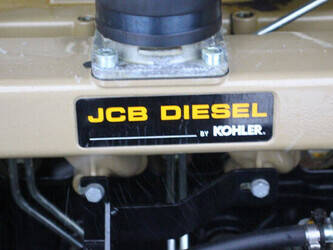 JCB DIESEL
BY KOHLER.